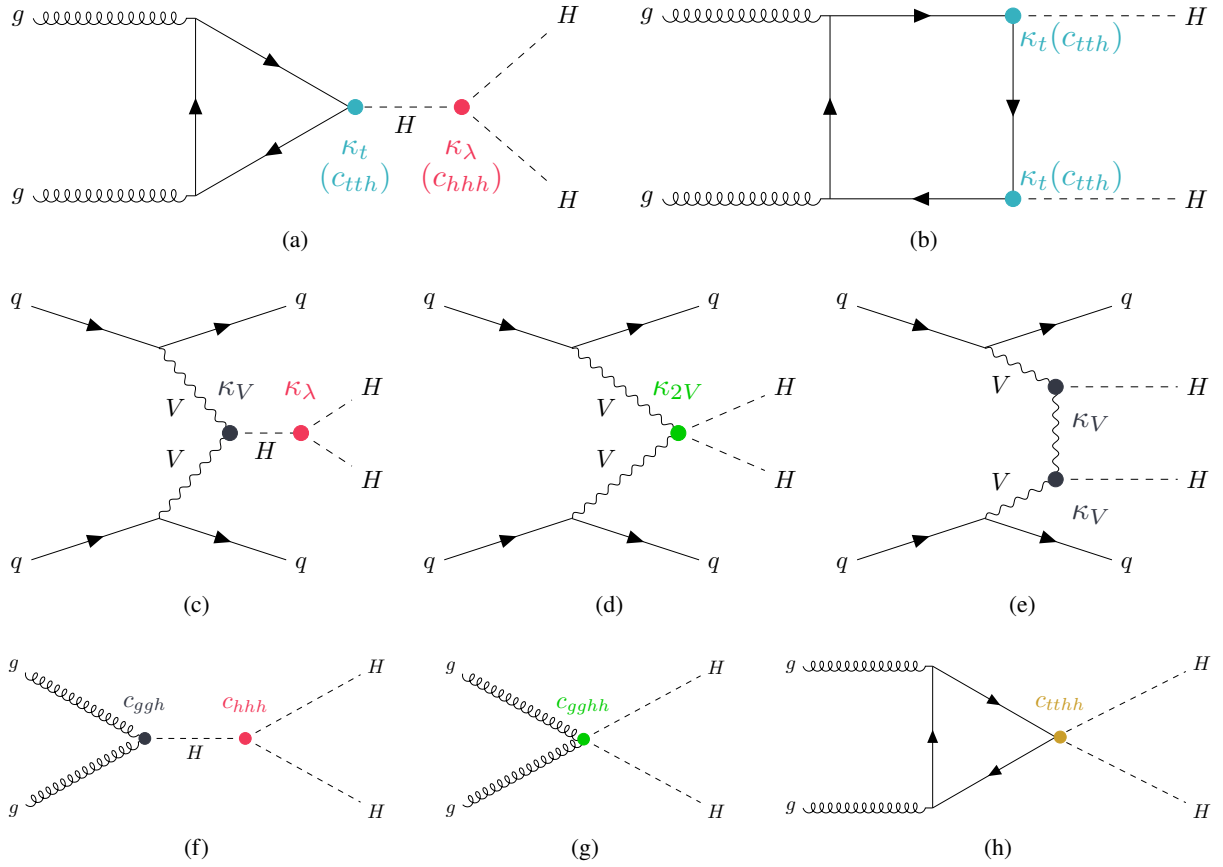 g H g H
κ_t(c_tth)
H
κ_t κ_λ
(c_tth) (c_hhh)
κ_t(c_tth)
g H g H
(a) (b)
q q q q q q
κ_V κ_λ H κ_2V H V H
V V κ_V
V H V V H
H H κ_V
q q q q q q
(c) (d) (e)
g H g H g H
c_ggh c_hhh c_gghh c_tthh
H
g H g H g H
(f) (g) (h)